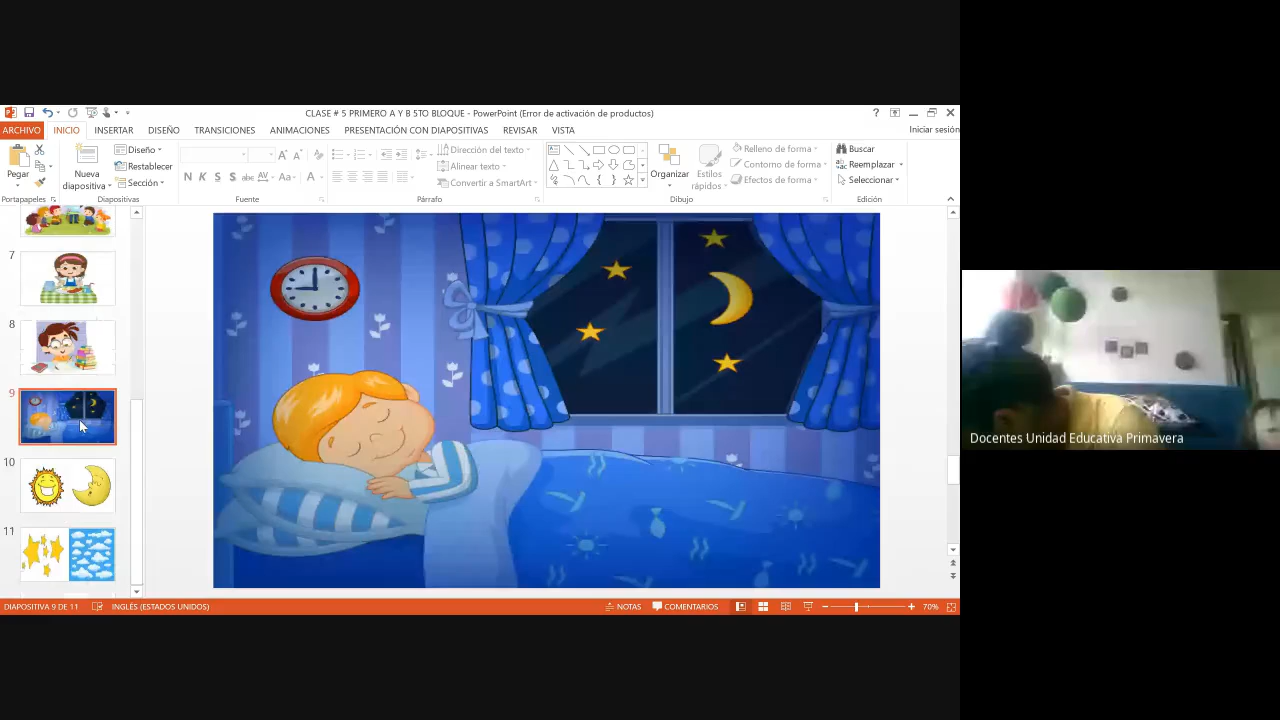 CLASE # 5 PRIMERO A Y B 5TO BLOQUE - PowerPoint (Error de activación de productos)
ARCHIVO INICIO INSERTAR DISEÑO TRANSICIONES ANIMACIONES PRESENTACIÓN CON DIAPOSITIVAS REVISAR VISTA Iniciar sesión
Pegar
Nueva diapositiva
Diseño
Restablecer
Sección
N K S S abc AV Aa A
Dirección del texto
Alinear texto
Convertir a SmartArt
Organizar
Estilos rápidos
Relleno de forma
Contorno de forma
Efectos de forma
Buscar
Reemplazar
Seleccionar
Portapapeles Diapositivas Fuente Párrafo Dibujo Edición
7
8
9
10
11
DIAPOSITIVA 9 DE 11 INGLÉS (ESTADOS UNIDOS) NOTAS COMENTARIOS 70%
Docentes Unidad Educativa Primavera